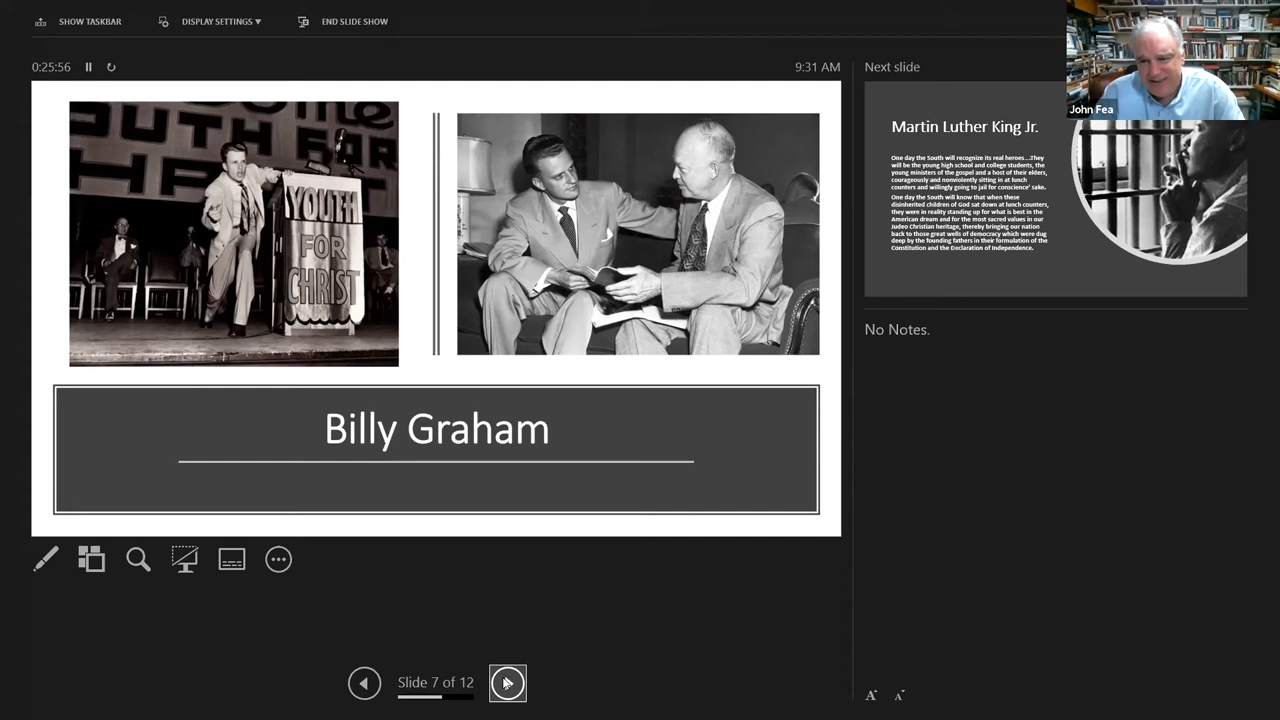 SHOW TASKBAR
DISPLAY SETTINGS ▼
END SLIDE SHOW
0:25:56
9:31 AM
Next slide
John Fea
YOUTH FOR
YOUTH
FOR
CHRIST
Billy Graham
Martin Luther King Jr.
One day the South will recognize its real heroes....They
will be the young high school and college students, the
young ministers of the gospel and a host of their elders,
courageously and nonviolently sitting in at lunch
counters and willingly going to jail for conscience' sake.
One day the South will know that when these
disinherited children of God sat down at lunch counters,
they were in reality standing up for what is best in the
American dream and for the most sacred values in our
Judeo Christian heritage, thereby bringing our nation
back to those great wells of democracy which were dug
deep by the founding fathers in their formulation of the
Constitution and the Declaration of Independence.
No Notes.
Slide 7 of 12
A A